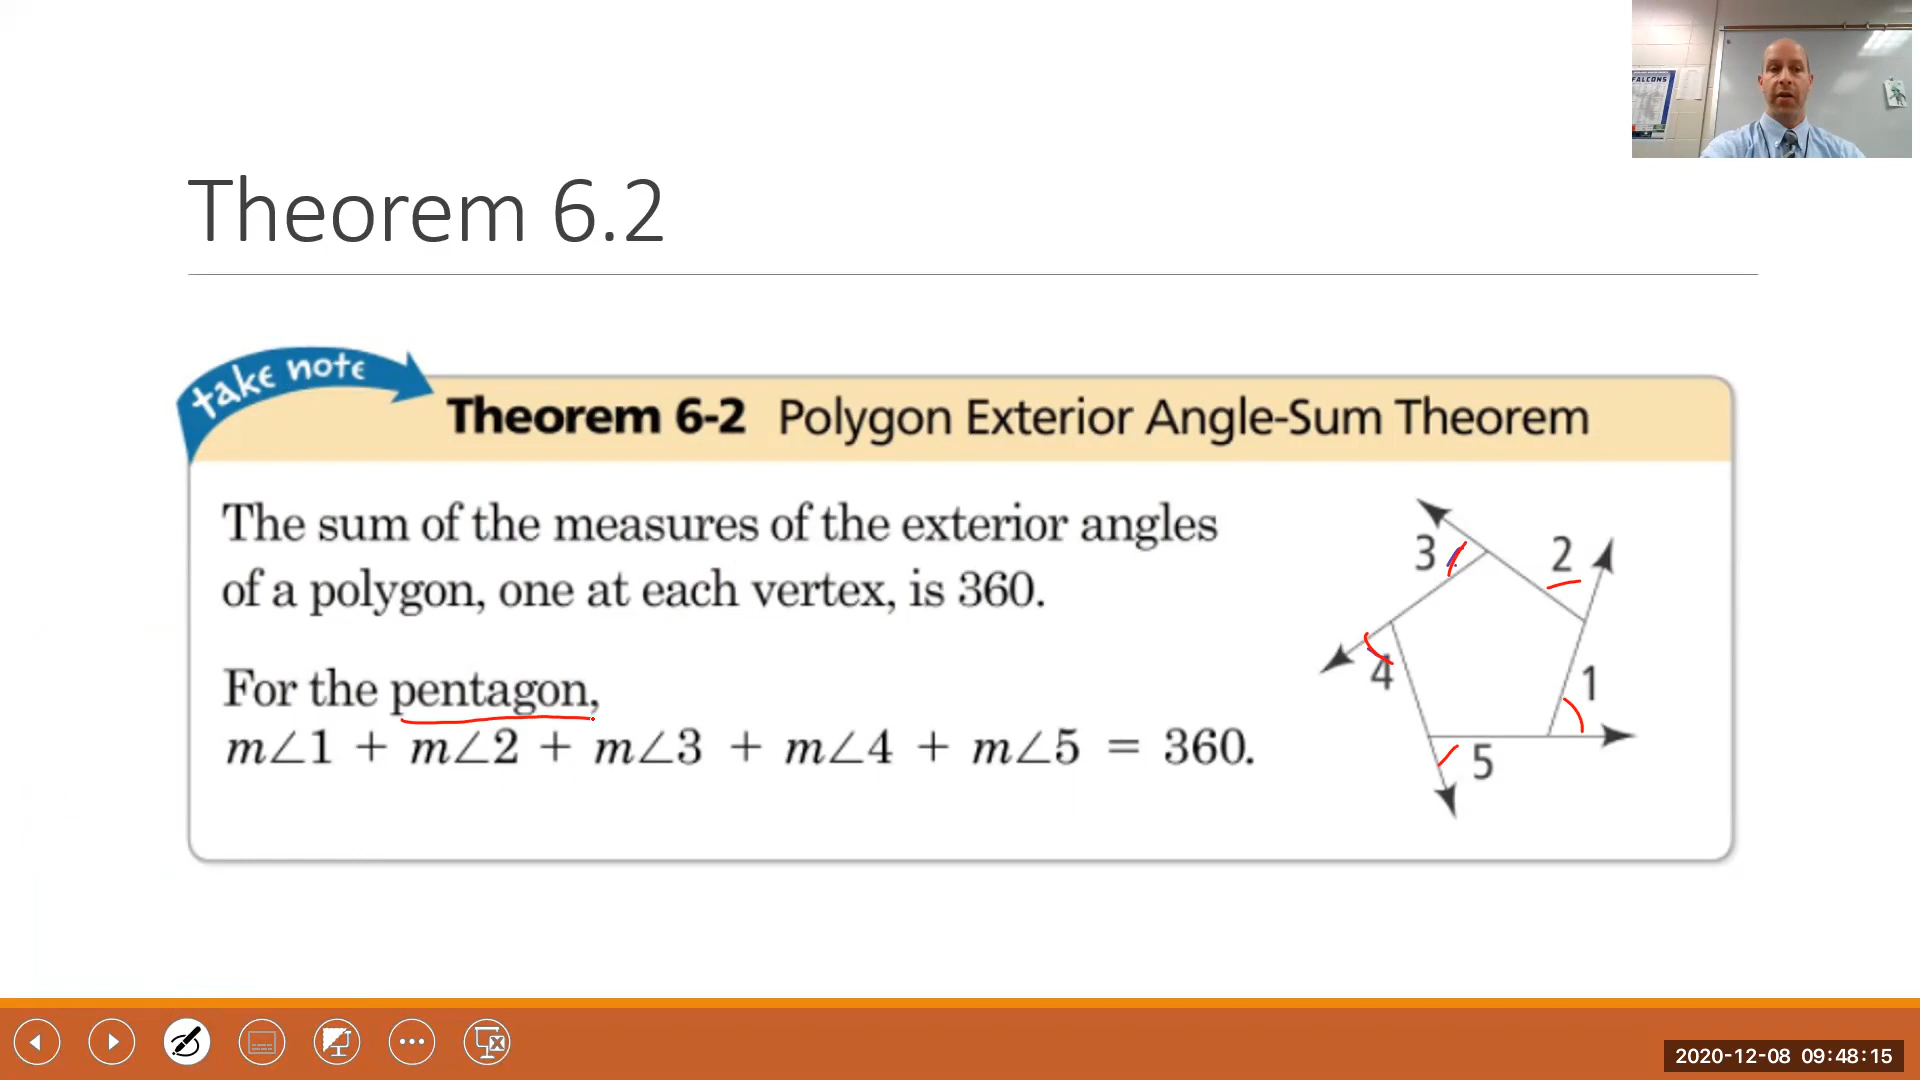 FALCONS
Theorem 6.2
take note
Theorem 6-2 Polygon Exterior Angle-Sum Theorem
The sum of the measures of the exterior angles
of a polygon, one at each vertex, is 360.
For the pentagon,
m∠1 + m∠2 + m∠3 + m∠4 + m∠5 = 360.
3
2
4
1
5
2020-12-08 09:48:15